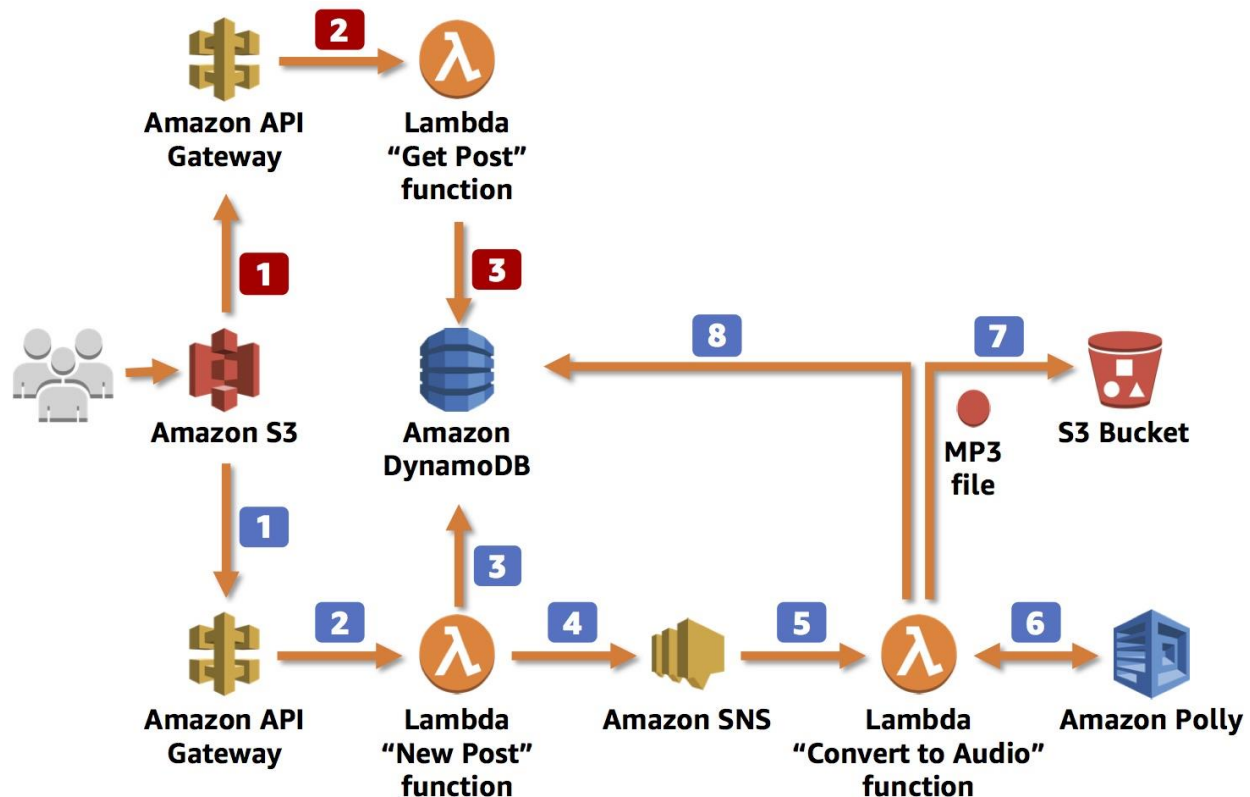 2
Amazon API
Gateway
Lambda
“Get Post”
function
1
3
8
7
Amazon S3
Amazon
DynamoDB
MP3
file
S3 Bucket
1
3
2
4
5
6
Amazon API
Gateway
Lambda
“New Post”
function
Amazon SNS
Lambda
“Convert to Audio”
function
Amazon Polly